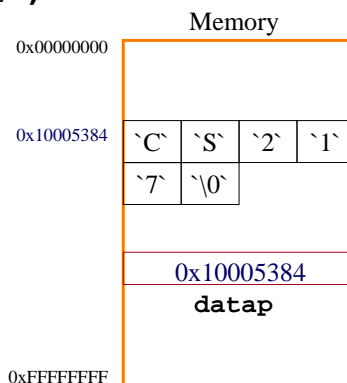 Memory
0x00000000
0x10005384 `C` `S` `2` `1`
`7` `\0`
0x10005384
datap
0xFFFFFFFF